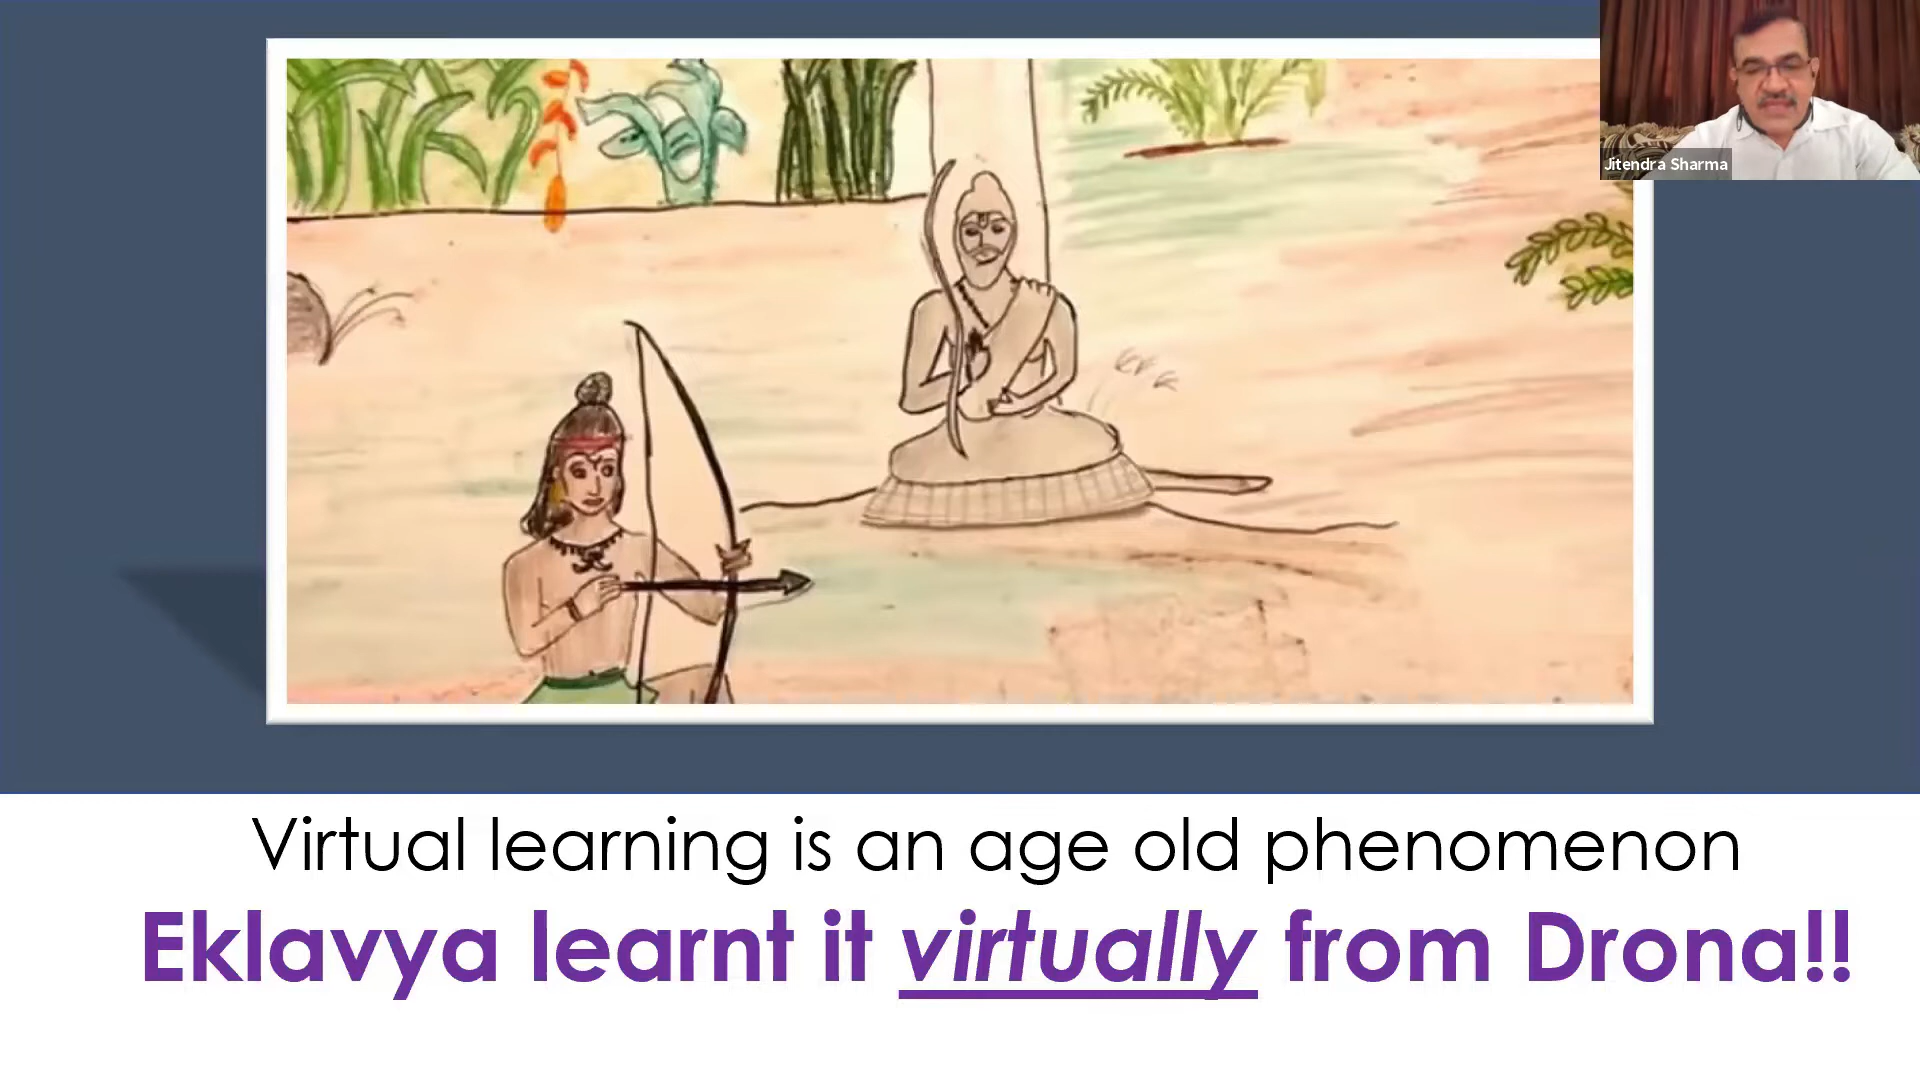 Jitendra Sharma
Virtual learning is an age old phenomenon
Eklavya learnt it virtually from Drona!!